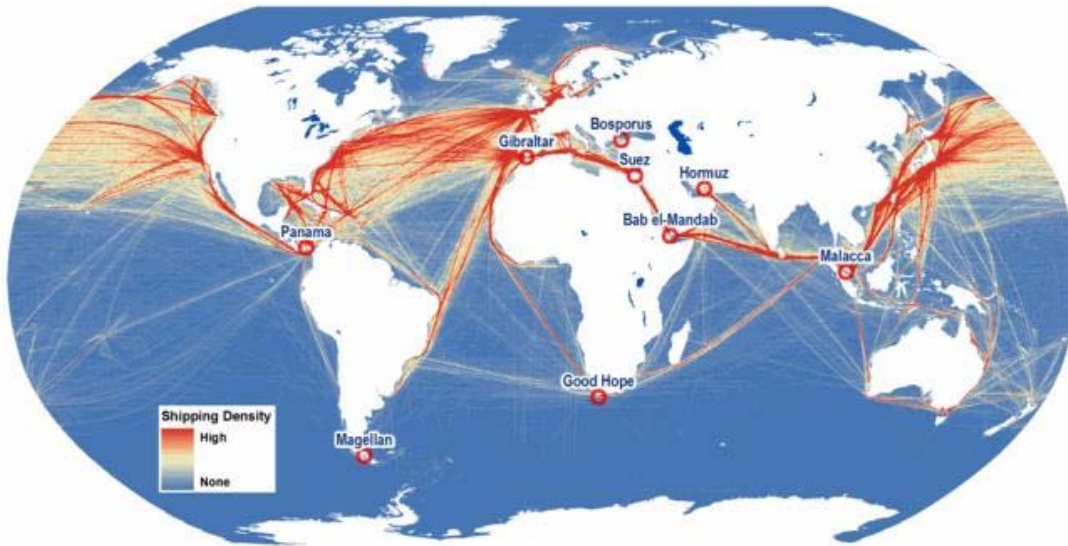 Bosporus
Gibraltar
Suez
Hormuz
Bab el-Mandab
Panama
Malacca
Good Hope
Shipping Density
High
None
Magellan